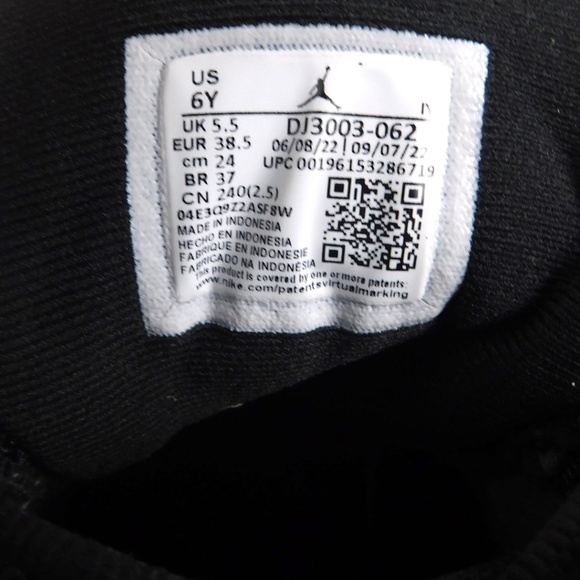 US
6Y
UK 5.5
EUR 38.5
cm 24
BR 37
CN 240(2.5)
DJ3003-062
06/08/22 | 09/07/22
UPC 00196153286719
04E3Q9Z2ASF8W
MADE IN INDONESIA
HECHO EN INDONESIA
FABRIQUE EN INDONESIE
FABRICADO NA INDONÉSIA
This product is covered by one or more patents:
www.nike.com/patentsvirtualmarking